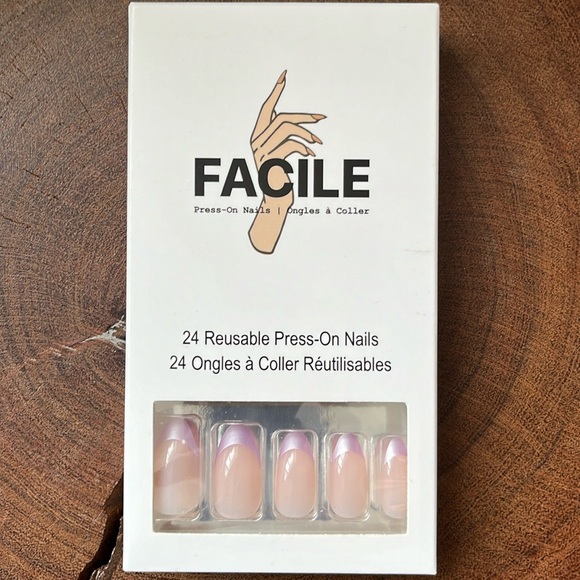 FACILE
Press-On Nails | Ongles à Coller
24 Reusable Press-On Nails
24 Ongles à Coller Réutilisables